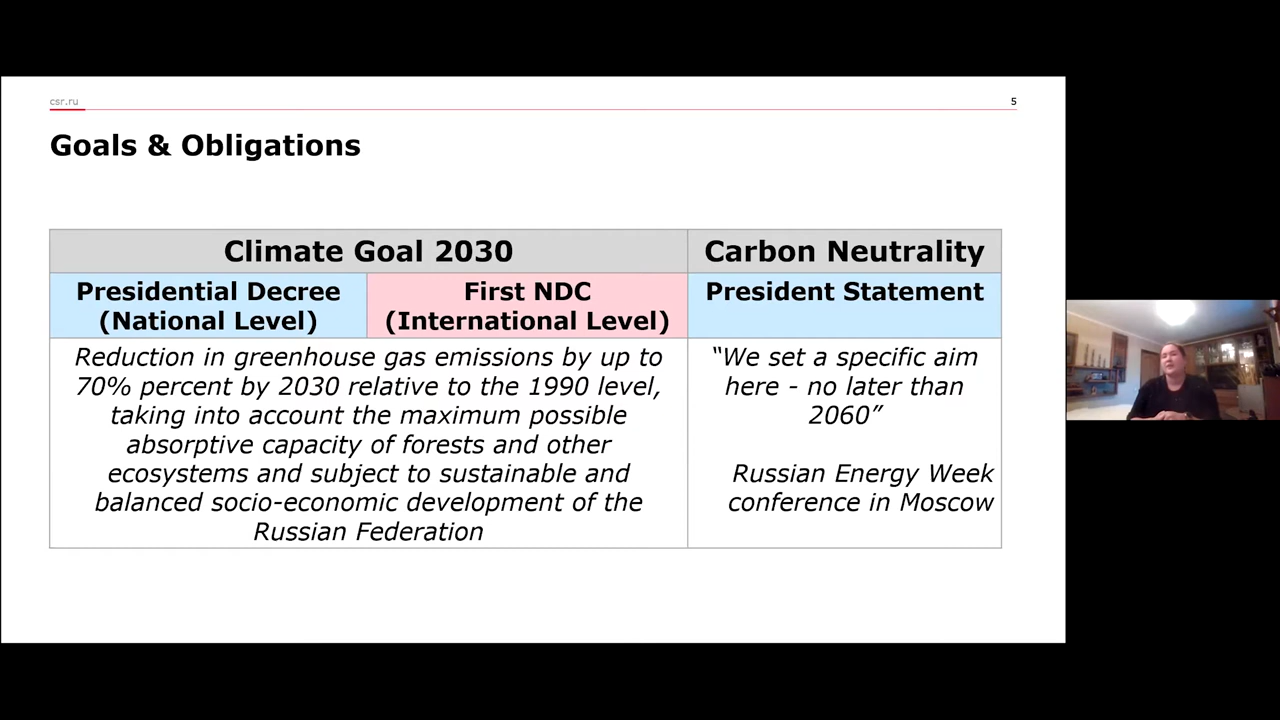 csr.ru
5
Goals & Obligations
Climate Goal 2030
Carbon Neutrality
Presidential Decree
(National Level)
First NDC
(International Level)
President Statement
Reduction in greenhouse gas emissions by up to
70% percent by 2030 relative to the 1990 level,
taking into account the maximum possible
absorptive capacity of forests and other
ecosystems and subject to sustainable and
balanced socio-economic development of the
Russian Federation
“We set a specific aim
here - no later than
2060”
Russian Energy Week
conference in Moscow